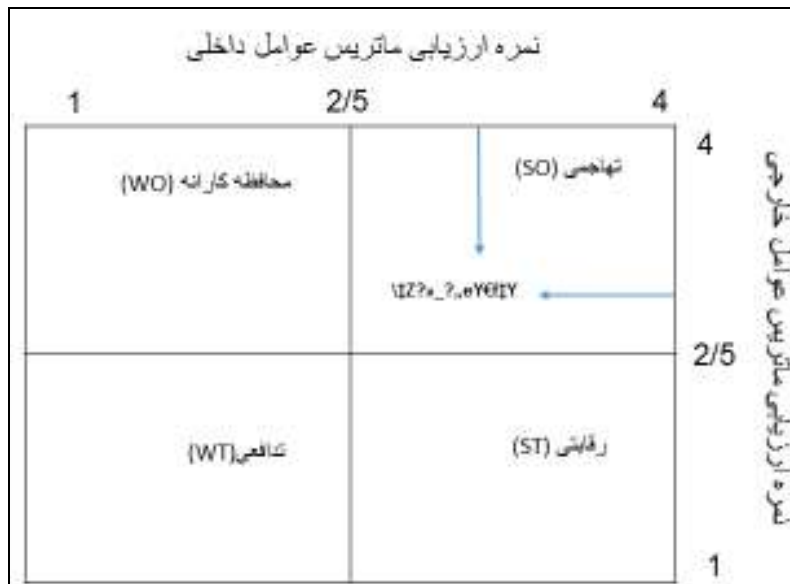 نمره ارزیابی ماتریس عوامل داخلی
1 2/5 4
4
تهاجمی (SO)
محافظه کارانه (WO)
2/5
رقابتی (ST)
تدافعی(WT)
1
نمره ارزیابی ماتریس عوامل خارجی